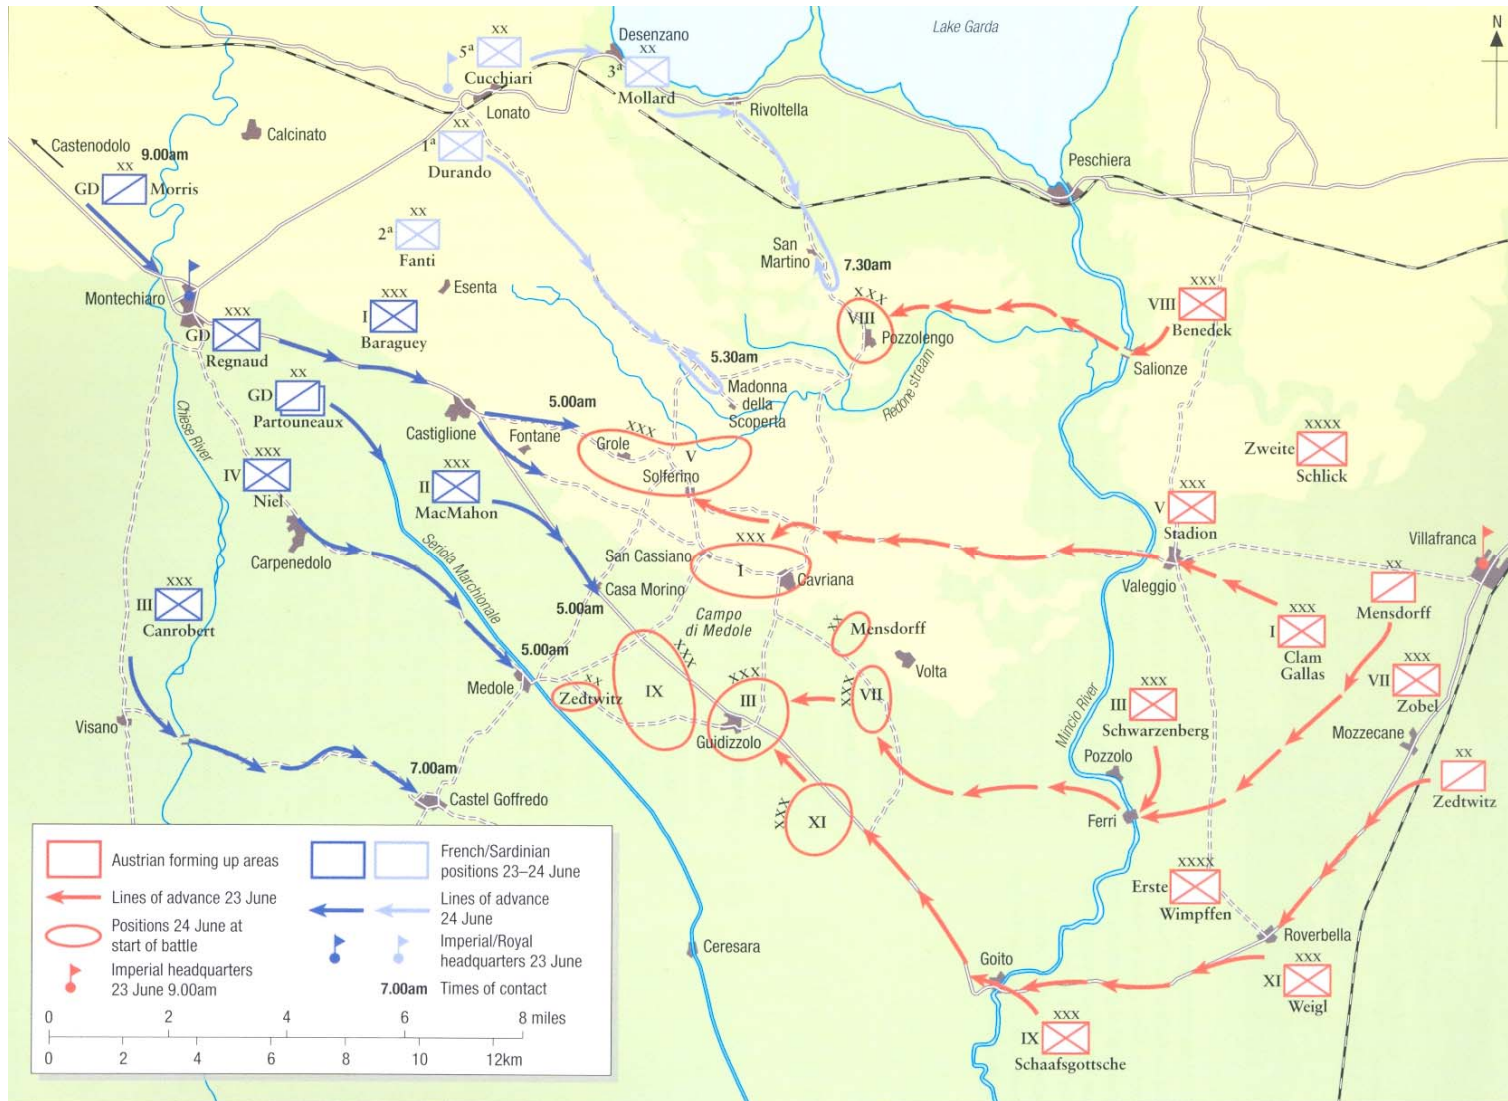 Lake Garda
N
XX
5ª
Cucchiari
Lonato
Desenzano
XX
3ª
Mollard
Rivoltella
Calcinato
Castenodolo
9.00am
XX
GD
Morris
XX
1ª
Durando
Peschiera
XX
2ª
Fanti
San
Martino
7.30am
Montechiaro
Esenta
XXX
GD
Regnaud
XXX
I
Baraguey
XXX
VIII
Pozzolengo
XXX
VIII
Benedek
Salionze
Redone stream
5.30am
Madonna
della
Scoperta
XX
GD
Partouneaux
Chiese River
Castiglione
5.00am
Fontane
XXX
Grole
V
Solferino
XXXX
Zweite
Schlick
XXX
IV
Niel
XXX
II
MacMahon
XXX
V
Stadion
Valeggio
Villafranca
Carpenedolo
Seriola Marchionale
San Cassiano
XXX
I
Cavriana
Casa Morino
5.00am
XX
Mensdorff
XXX
III
Canrobert
Campo
di Medole
XX
Mensdorff
Volta
XXX
I
Clam
Gallas
XXX
VII
Zobel
5.00am
Medole
XX
Zedtwitz
XXX
IX
XXX
III
Guidizzolo
XXX
VII
Mincio River
XXX
III
Schwarzenberg
Mozzecane
Visano
Pozzolo
XX
Zedtwitz
7.00am
Castel Goffredo
XXX
XI
Ferri
XXXX
Erste
Wimpffen
Roverbella
Ceresara
Goito
XXX
XI
Weigl
XXX
IX
Schaafsgottsche
Austrian forming up areas
Lines of advance 23 June
Positions 24 June at
start of battle
Imperial headquarters
23 June 9.00am
French/Sardinian
positions 23–24 June
Lines of advance
24 June
Imperial/Royal
headquarters 23 June
7.00am Times of contact
0 2 4 6 8 miles
0 2 4 6 8 10 12km